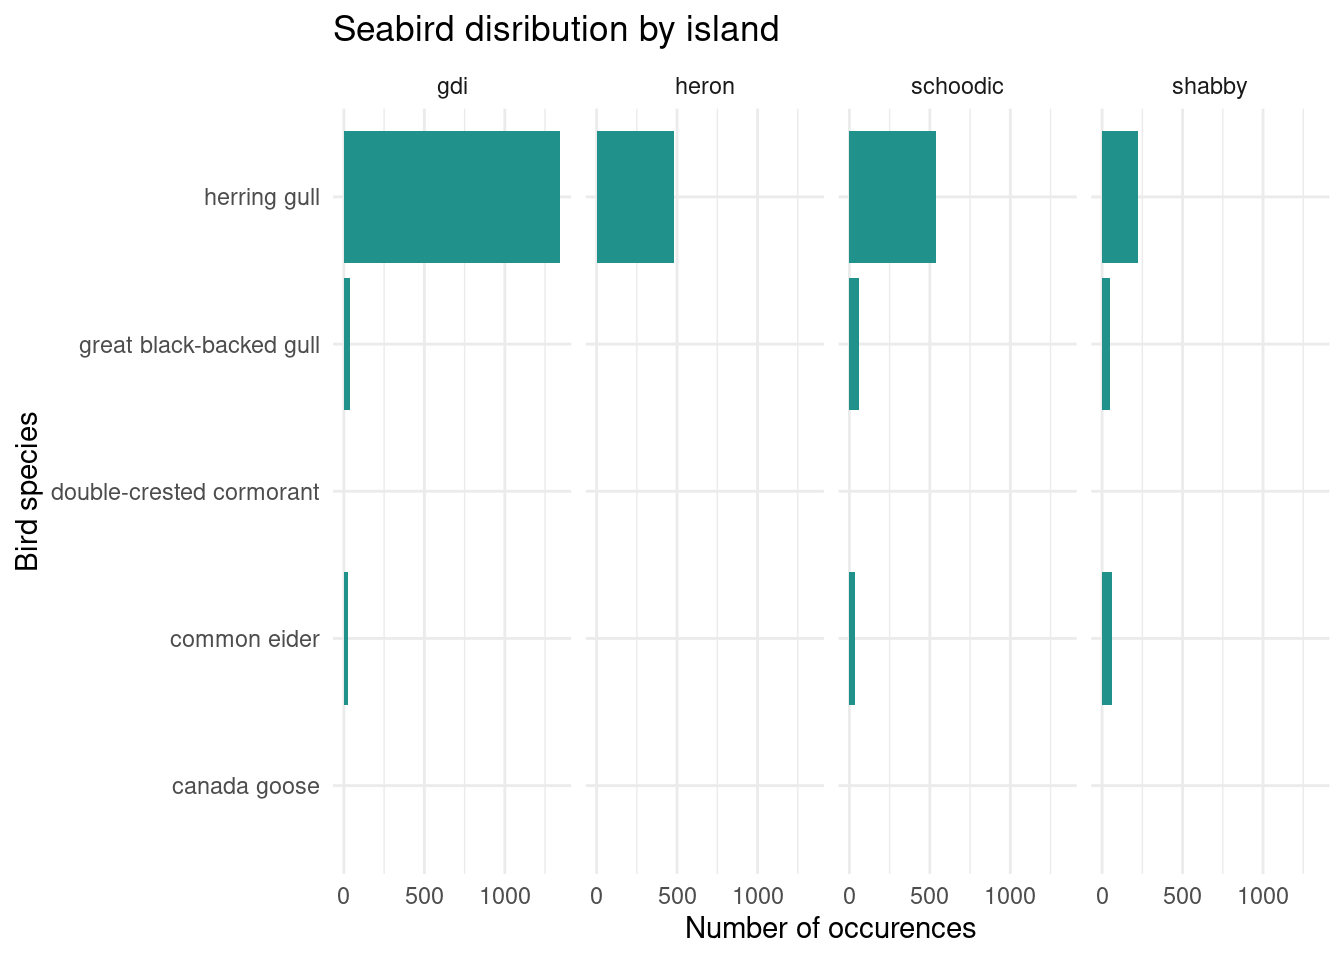 Seabird disribution by island
gdi heron schoodic shabby
herring gull
great black-backed gull
double-crested cormorant
common eider
canada goose
Bird species
0 500 1000 0 500 1000 0 500 1000 0 500 1000
Number of occurences